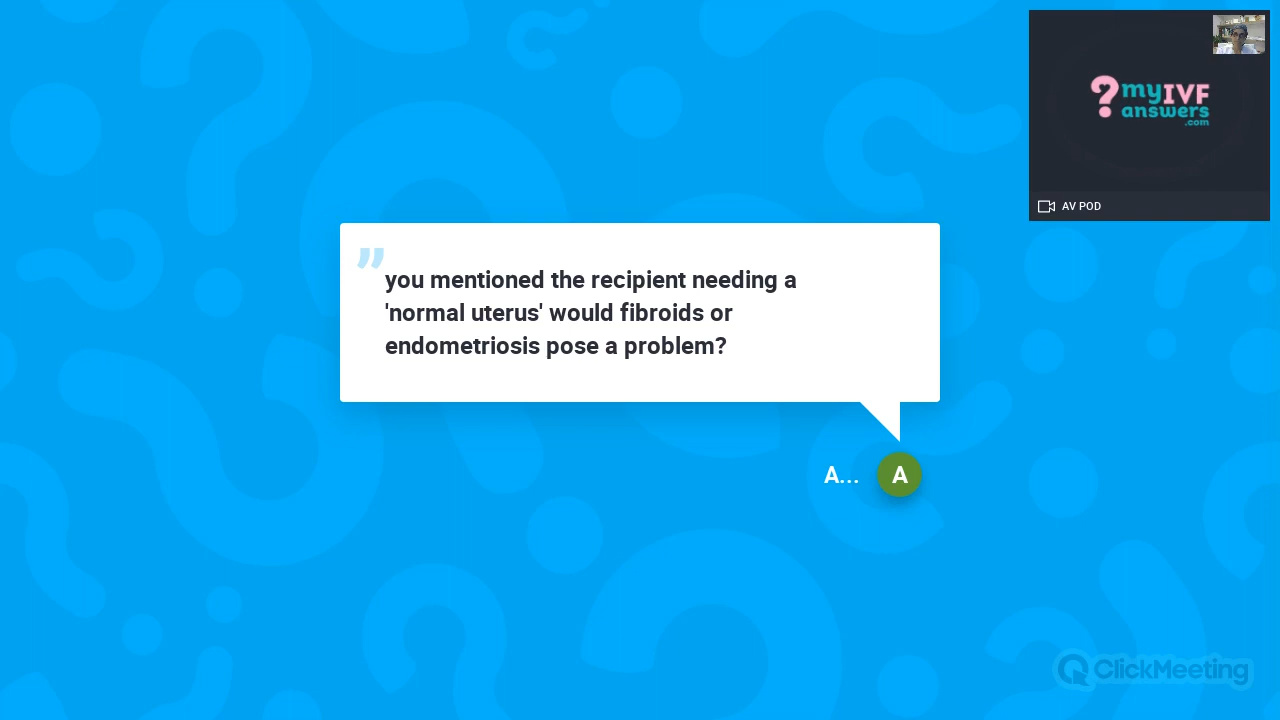 myIVF
answers
.com
AV POD
you mentioned the recipient needing a
'normal uterus' would fibroids or
endometriosis pose a problem?
A... A
ClickMeeting